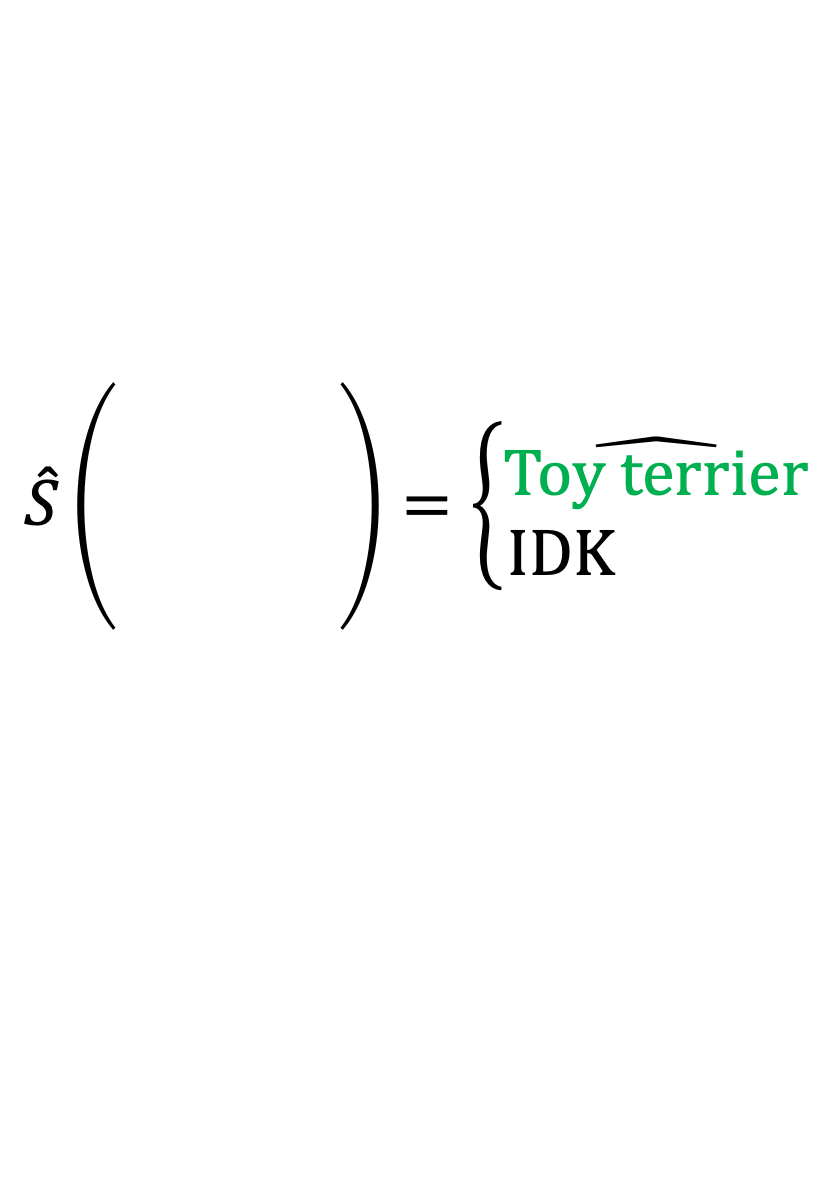 Ŝ ( ) = {
Toy terrier
IDK